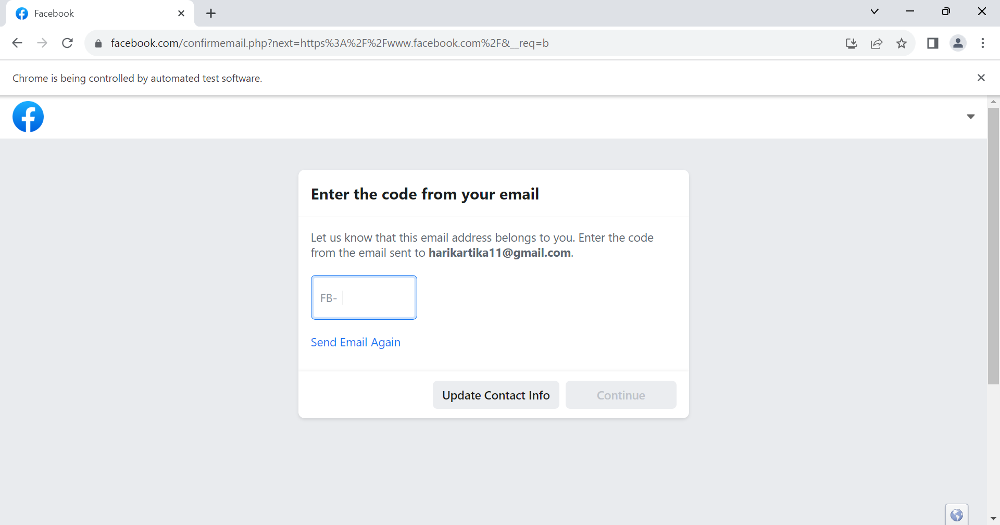 Facebook
facebook.com/confirmemail.php?next=https%3A%2F%2Fwww.facebook.com%2F&__req=b
Chrome is being controlled by automated test software.
Enter the code from your email
Let us know that this email address belongs to you. Enter the code
from the email sent to harikartika11@gmail.com.
FB-
Send Email Again
Update Contact Info
Continue